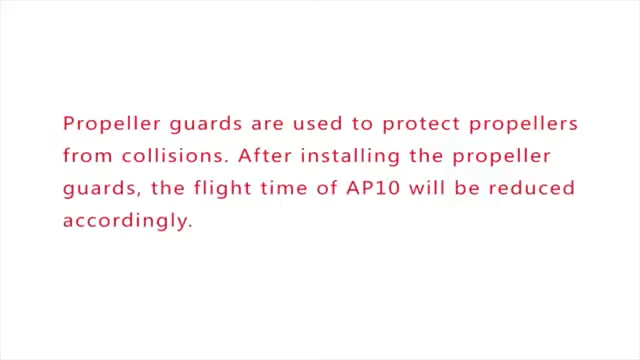 Propeller guards are used to protect propellers
from collisions. After installing the propeller
guards, the flight time of AP10 will be reduced
accordingly.